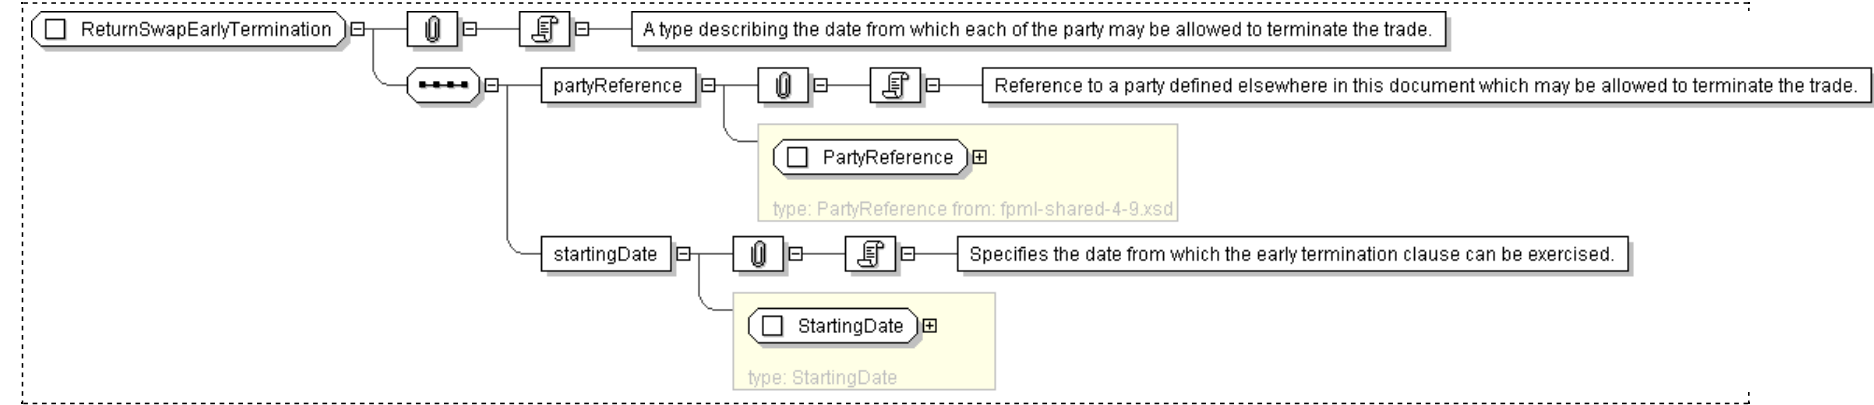 ReturnSwapEarlyTermination
A type describing the date from which each of the party may be allowed to terminate the trade.
partyReference
Reference to a party defined elsewhere in this document which may be allowed to terminate the trade.
PartyReference
type: PartyReference from: fpml-shared-4-9.xsd
startingDate
Specifies the date from which the early termination clause can be exercised.
StartingDate
type: StartingDate